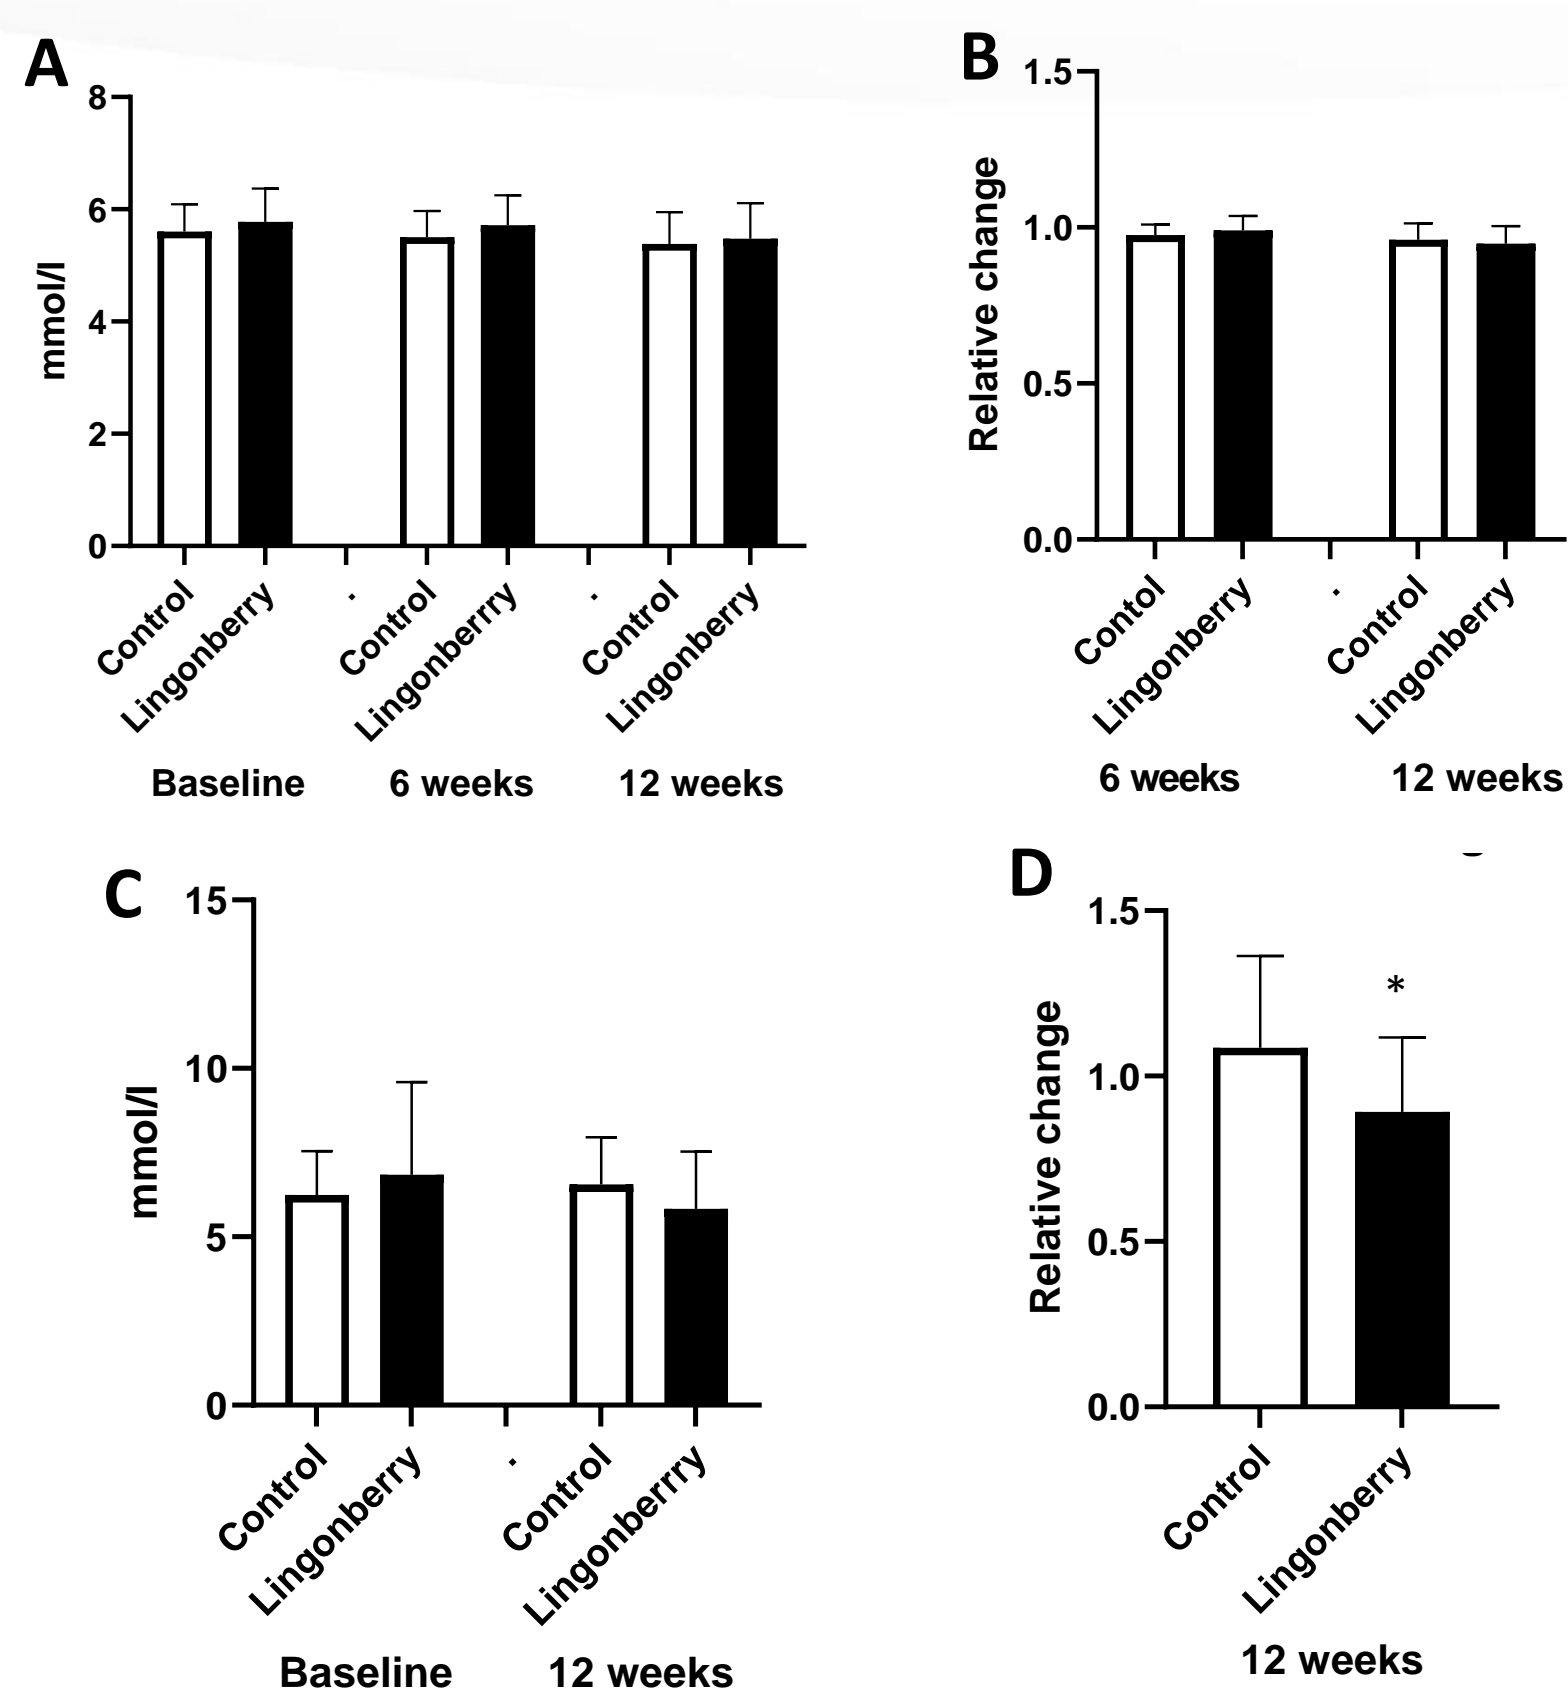 A
8
6
4
2
0
mmol/l
Control
Lingonberry
.
Control
Lingonberrry
.
Control
Lingonberry
Baseline
6 weeks
12 weeks
B
1.5
1.0
0.5
0.0
Relative change
Contol
Lingonberry
.
Control
Lingonberry
6 weeks
12 weeks
C
15
10
5
0
mmol/l
Control
Lingonberry
.
Control
Lingonberrry
Baseline
12 weeks
D
1.5
1.0
0.5
0.0
Relative change
*
Control
Lingonberry
12 weeks